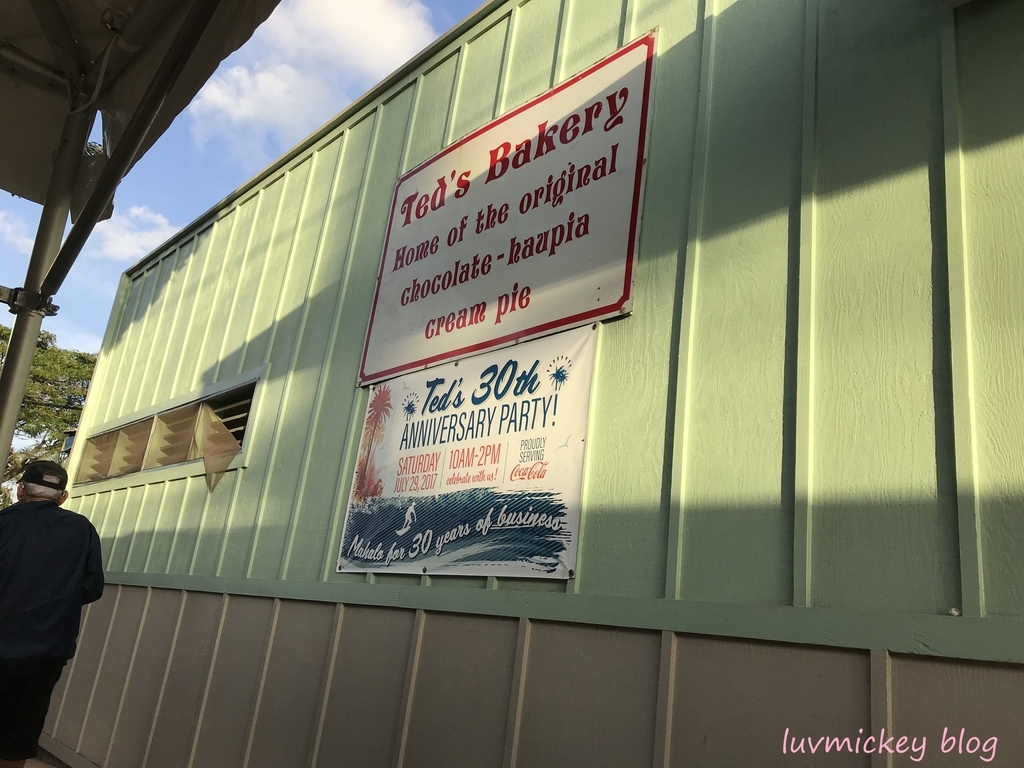 Ted's Bakery
Home of the original
chocolate-haupia
cream pie
Ted's 30th
ANNIVERSARY PARTY!
SATURDAY
JULY 29, 2017
10AM-2PM
celebrate with us!
PROUDLY
SERVING
Coca-Cola
Mahalo for 30 years of business
luvmickey blog